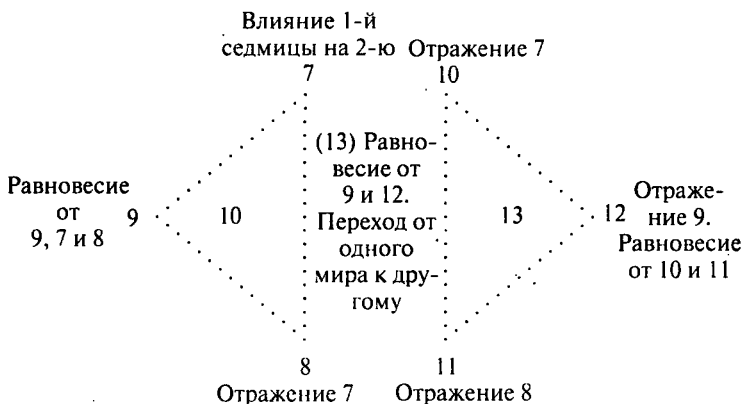 Влияние 1-й
седмицы на 2-ю
7
Отражение 7
10
Равновесие
от
9, 7 и 8
9
10
(13) Равно-
весие от
9 и 12.
Переход от
одного
мира к дру-
гому
13
12
Отраже-
ние 9.
Равновесие
от 10 и 11
8
Отражение 7
11
Отражение 8